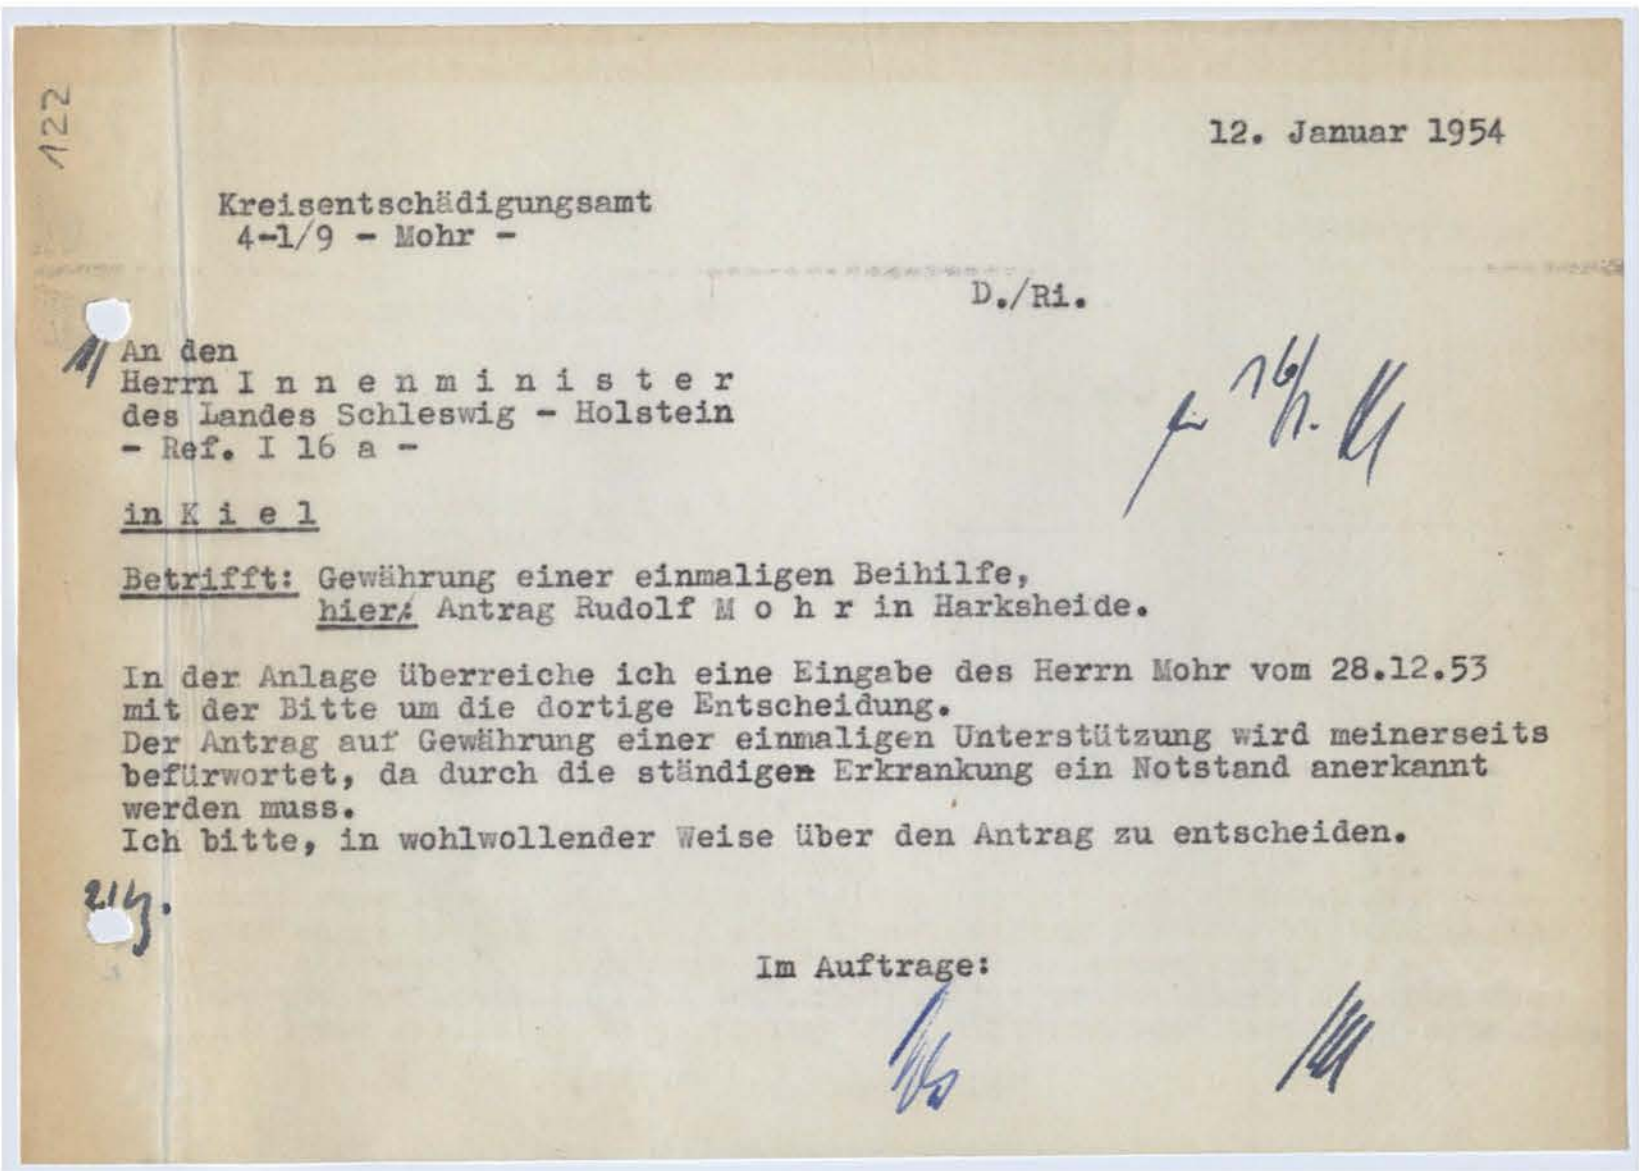 122
12. Januar 1954
Kreisentschädigungsamt
4-1/9 - Mohr -
D./Ri.
1/ An den
Herrn I n n e n m i n i s t e r
des Landes Schleswig - Holstein
- Ref. I 16 a -
16/1.
in K i e l
Betrifft: Gewährung einer einmaligen Beihilfe,
hier: Antrag Rudolf M o h r in Harksheide.
In der Anlage überreiche ich eine Eingabe des Herrn Mohr vom 28.12.53
mit der Bitte um die dortige Entscheidung.
Der Antrag auf Gewährung einer einmaligen Unterstützung wird meinerseits
befürwortet, da durch die ständigen Erkrankung ein Notstand anerkannt
werden muss.
Ich bitte, in wohlwollender Weise über den Antrag zu entscheiden.
Im Auftrage: